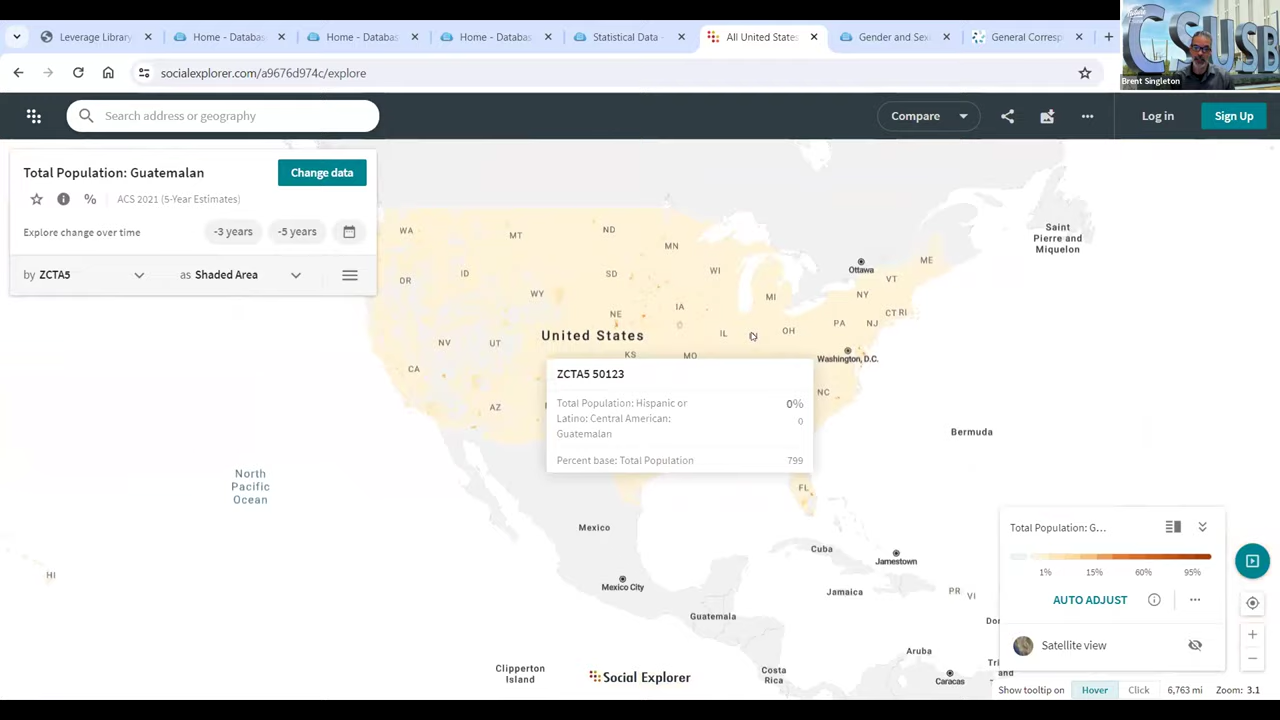 Leverage Library
Home - Databas
Home - Databas
Home - Databas
Statistical Data -
All United States
Gender and Sex
General Corresp
socialexplorer.com/a9676d974c/explore
CSUSB
Brent Singleton
Search address or geography
Compare
Log in
Sign Up
Total Population: Guatemalan
Change data
%
ACS 2021 (5-Year Estimates)
Explore change over time
-3 years
-5 years
by ZCTA5
as Shaded Area
WA
MT
ND
MN
OR
ID
SD
WI
MI
ME
VT
NY
Ottawa
Saint
Pierre and
Miquelon
WY
NE
IA
IL
OH
PA
NJ
CT RI
NV
UT
United States
KS
MO
Washington, D.C.
CA
AZ
NC
ZCTA5 50123
Total Population: Hispanic or
Latino: Central American:
Guatemalan
0%
0
Percent base: Total Population
799
Bermuda
North
Pacific
Ocean
FL
Mexico
Mexico City
Cuba
Jamestown
HI
Jamaica
PR
VI
Guatemala
Aruba
Caracas
Clipperton
Island
Costa
Rica
Social Explorer
Total Population: G...
1%
15%
60%
95%
AUTO ADJUST
Satellite view
Show tooltip on
Hover
Click
6,763 mi
Zoom: 3.1